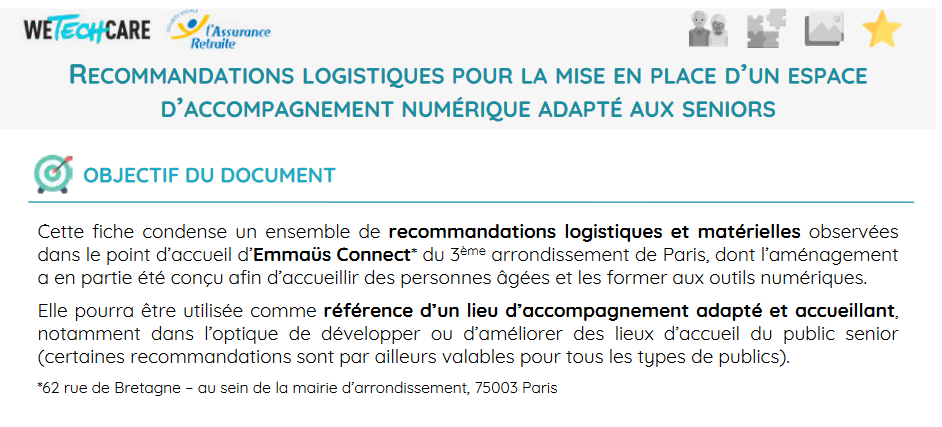 WETECHCARE
SÉCURITÉ SOCIALE
l'Assurance
Retraite
RECOMMANDATIONS LOGISTIQUES POUR LA MISE EN PLACE D'UN ESPACE
D'ACCOMPAGNEMENT NUMÉRIQUE ADAPTÉ AUX SENIORS
OBJECTIF DU DOCUMENT
Cette fiche condense un ensemble de recommandations logistiques et matérielles observées
dans le point d'accueil d'Emmaüs Connect* du 3ème arrondissement de Paris, dont l'aménagement
a en partie été conçu afin d'accueillir des personnes âgées et les former aux outils numériques.
Elle pourra être utilisée comme référence d'un lieu d'accompagnement adapté et accueillant,
notamment dans l'optique de développer ou d'améliorer des lieux d'accueil du public senior
(certaines recommandations sont par ailleurs valables pour tous les types de publics).
*62 rue de Bretagne – au sein de la mairie d'arrondissement, 75003 Paris